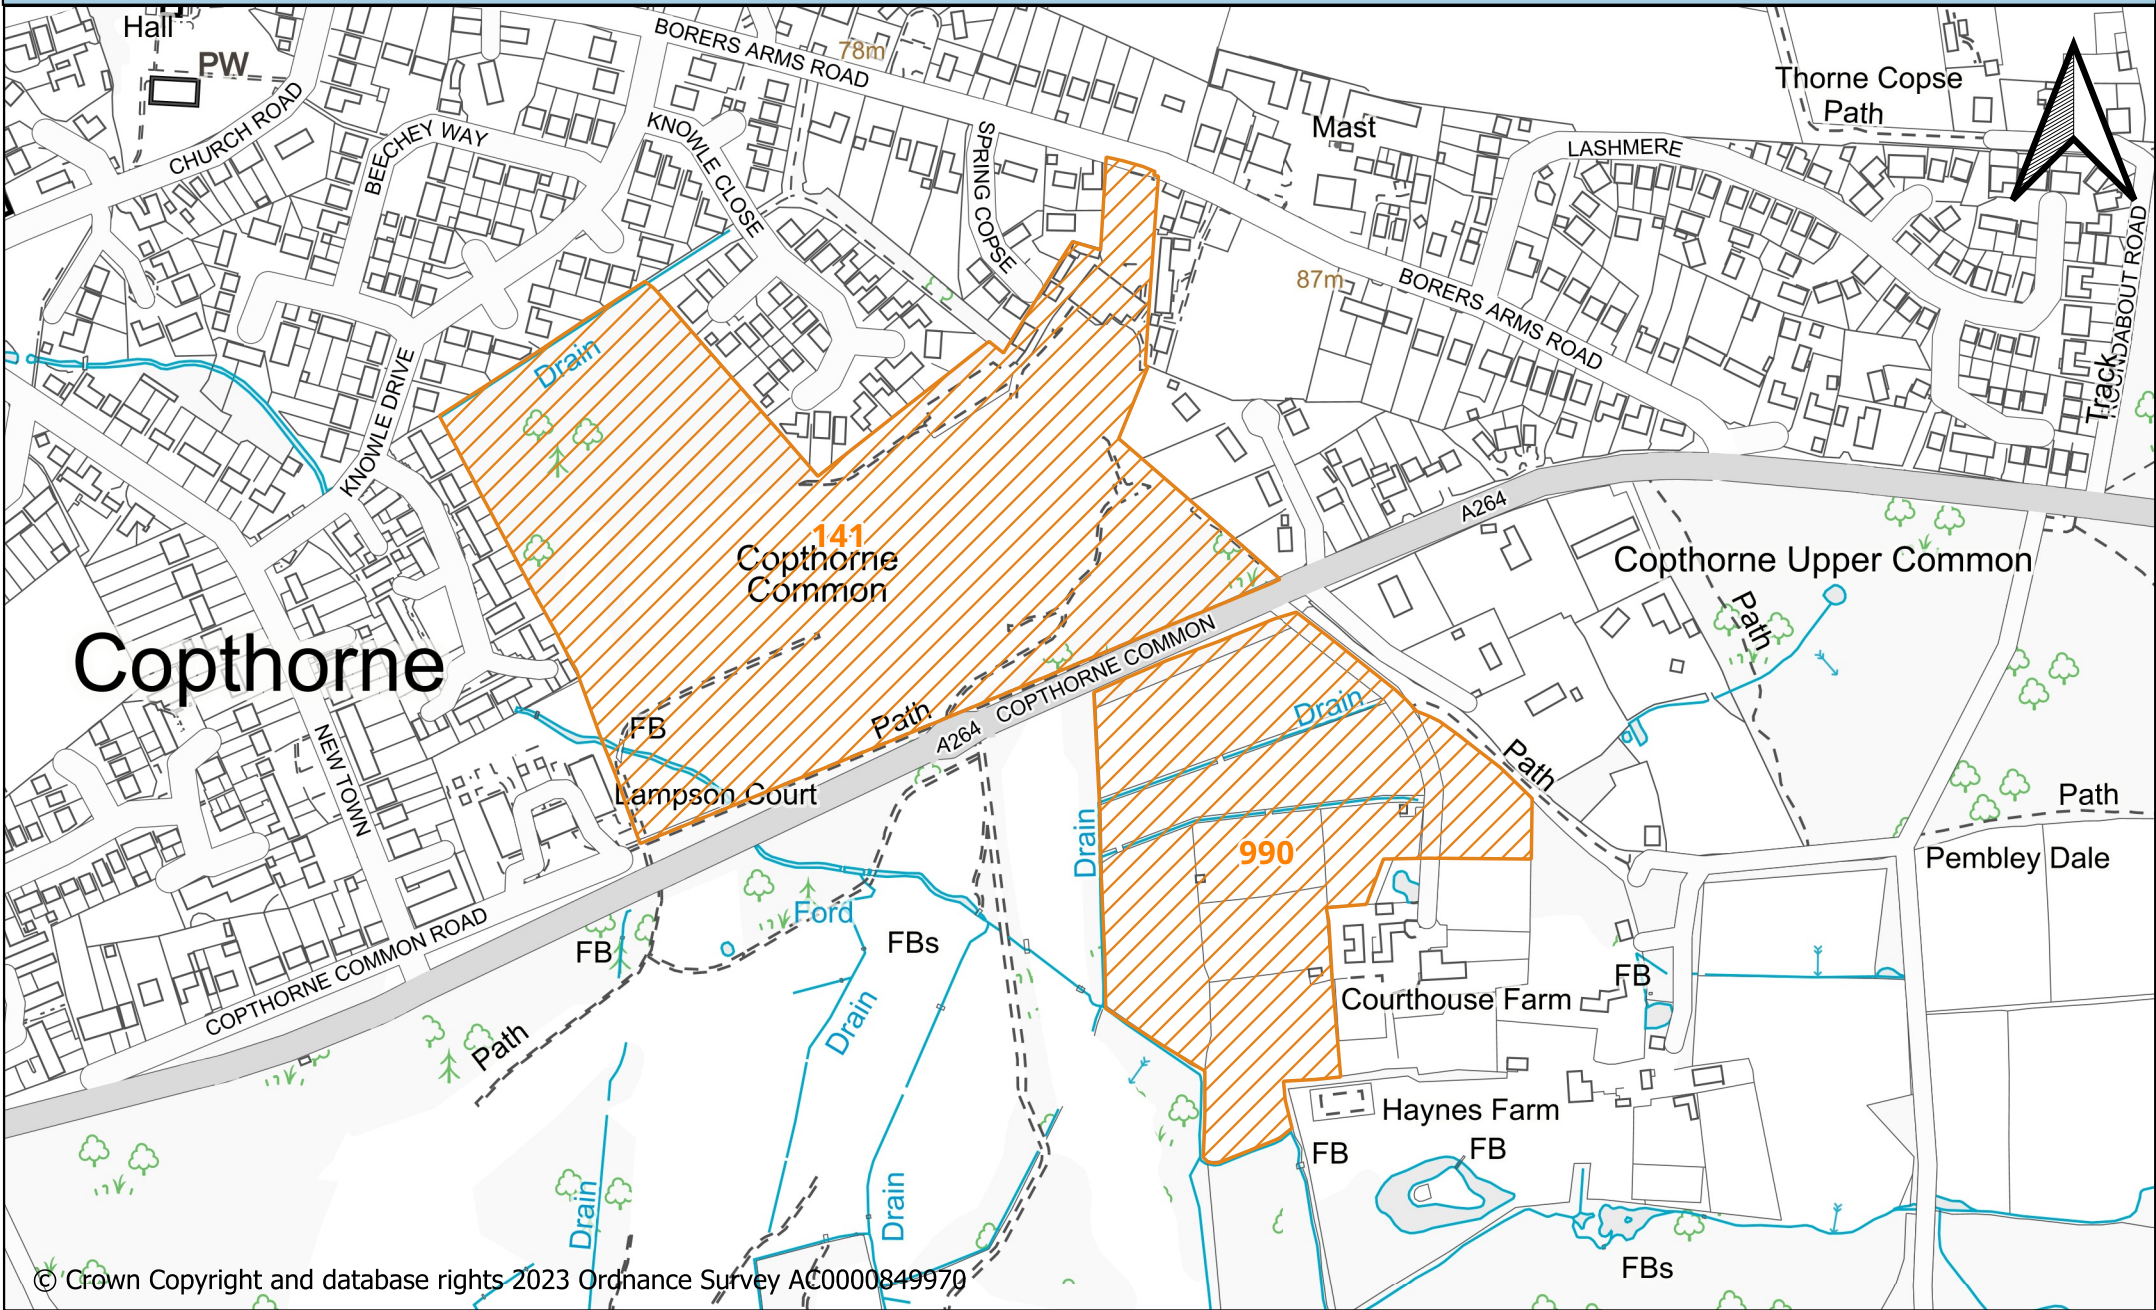 Hall
PW
BORERS ARMS ROAD
78m
Thorne Copse
Path
Mast
CHURCH ROAD
BEECHEY WAY
KNOWLE CLOSE
SPRING COPSE
LASHMERE
87m
BORERS ARMS ROAD
ROUNDABOUT ROAD
Track
Drain
KNOWLE DRIVE
A264
141
Copthorne
Common
Copthorne Upper Common
Path
Copthorne
COPTHORNE COMMON
Drain
FB
Path
A264
NEW TOWN
Lampson Court
Path
Path
Drain
990
Pembley Dale
Ford
FBs
FB
COPTHORNE COMMON ROAD
FB
Courthouse Farm
Drain
Path
Haynes Farm
FB
FB
Drain
Drain
FBs
© Crown Copyright and database rights 2023 Ordnance Survey AC0000849970